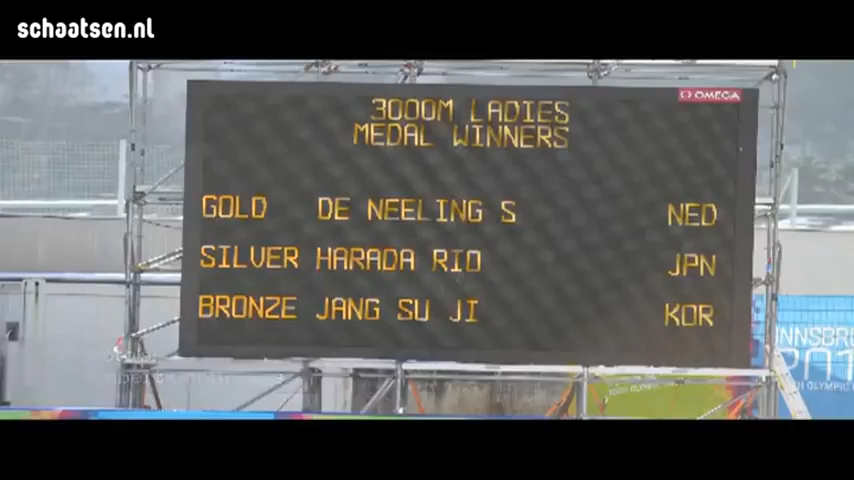 schaatsen.nl
Ω OMEGA
3000M LADIES
MEDAL WINNERS
GOLD DE NEELING S NED
SILVER HARADA RIO JPN
BRONZE JANG SU JI KOR